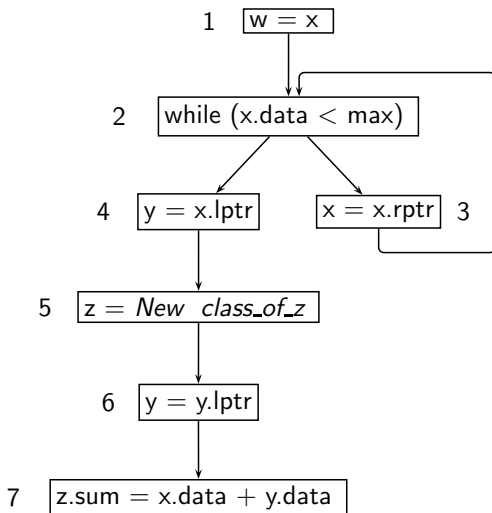 1 w = x
2 while (x.data < max)
4 y = x.lptr
x = x.rptr 3
5 z = New class_of_z
6 y = y.lptr
7 z.sum = x.data + y.data